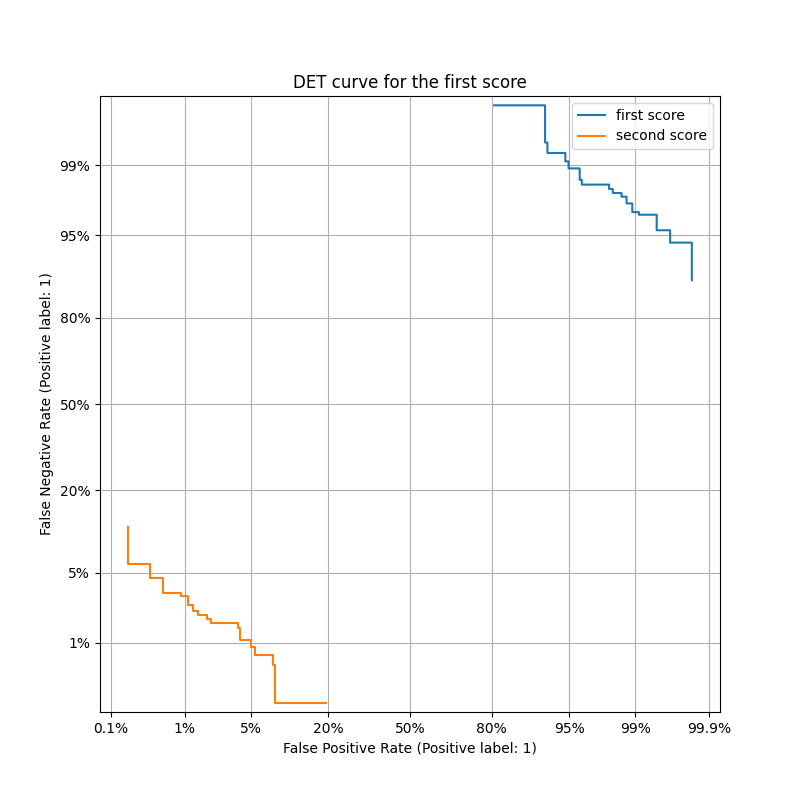 DET curve for the first score
first score
second score
99%
95%
80%
50%
20%
5%
1%
False Negative Rate (Positive label: 1)
0.1% 1% 5% 20% 50% 80% 95% 99% 99.9%
False Positive Rate (Positive label: 1)